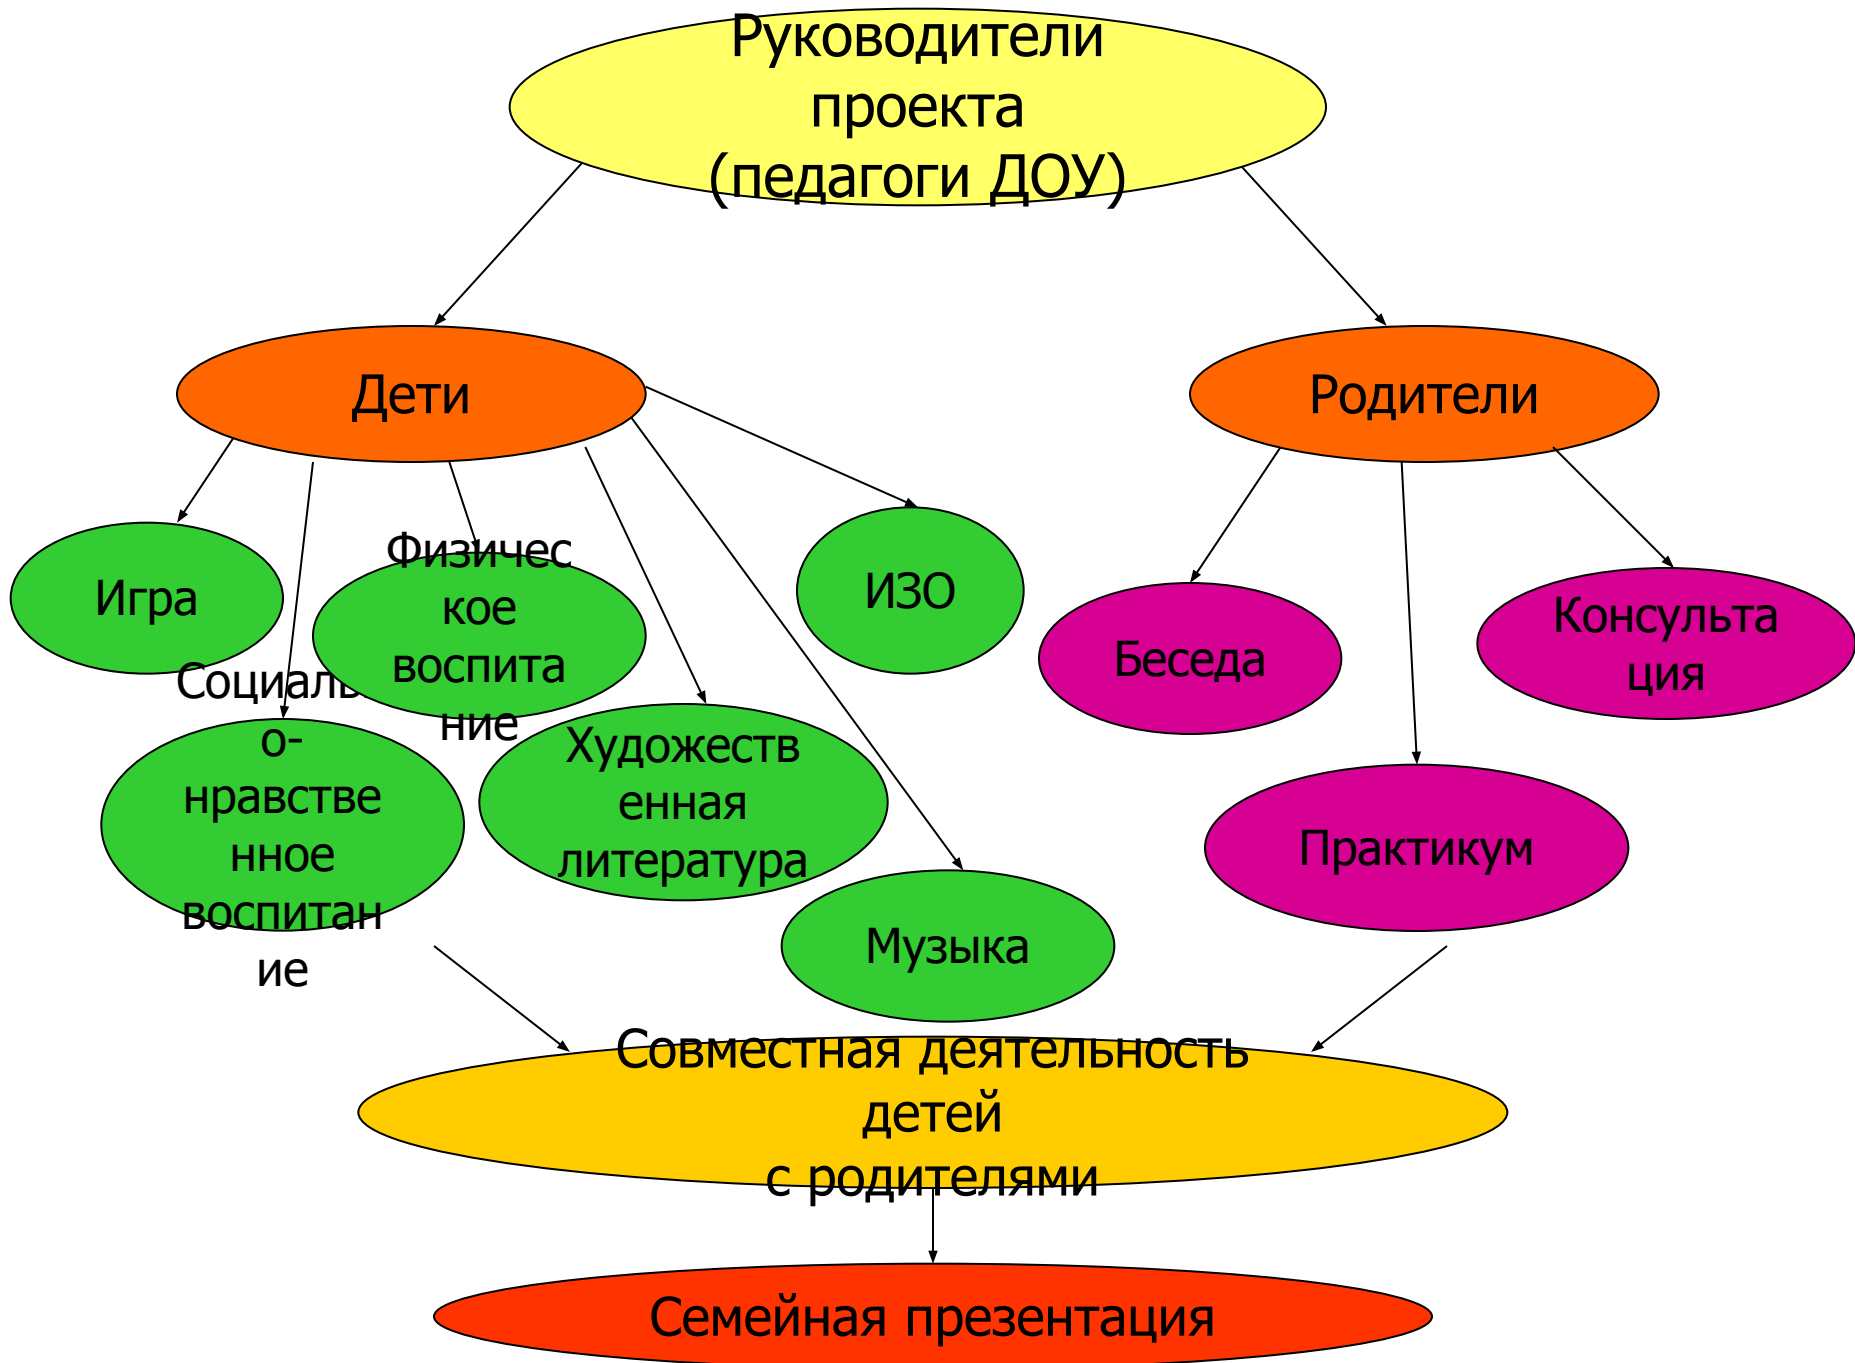 Руководители
проекта
(педагоги ДОУ)
Дети
Родители
Игра
Физичес
кое
воспита
ние
ИЗО
Беседа
Консульта
ция
Социаль
о-
нравстве
нное
воспитан
ие
Художеств
енная
литература
Практикум
Музыка
Совместная деятельность
детей
с родителями
Семейная презентация